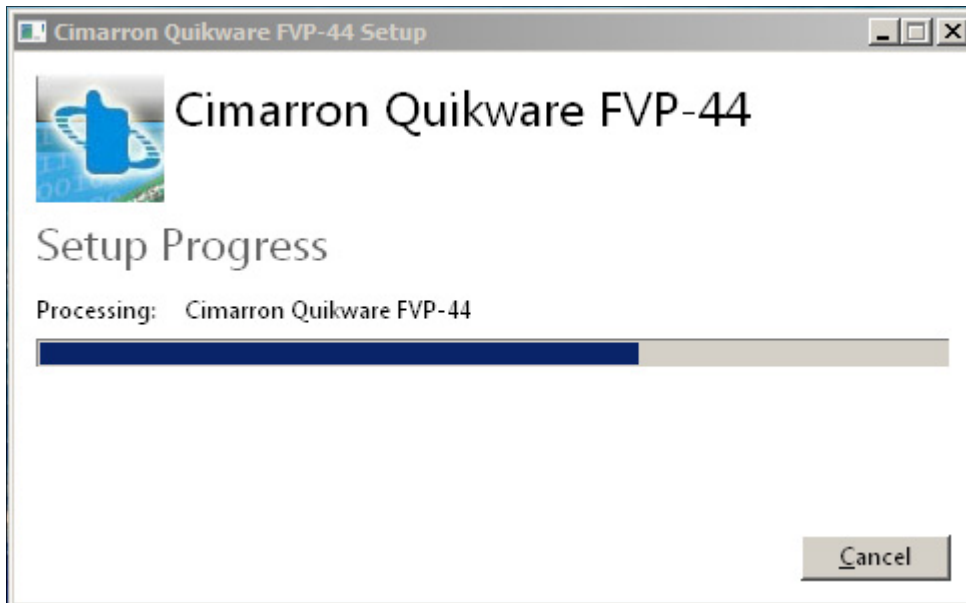 Cimarron Quikware FVP-44 Setup
Cimarron Quikware FVP-44
Setup Progress
Processing: Cimarron Quikware FVP-44
Cancel